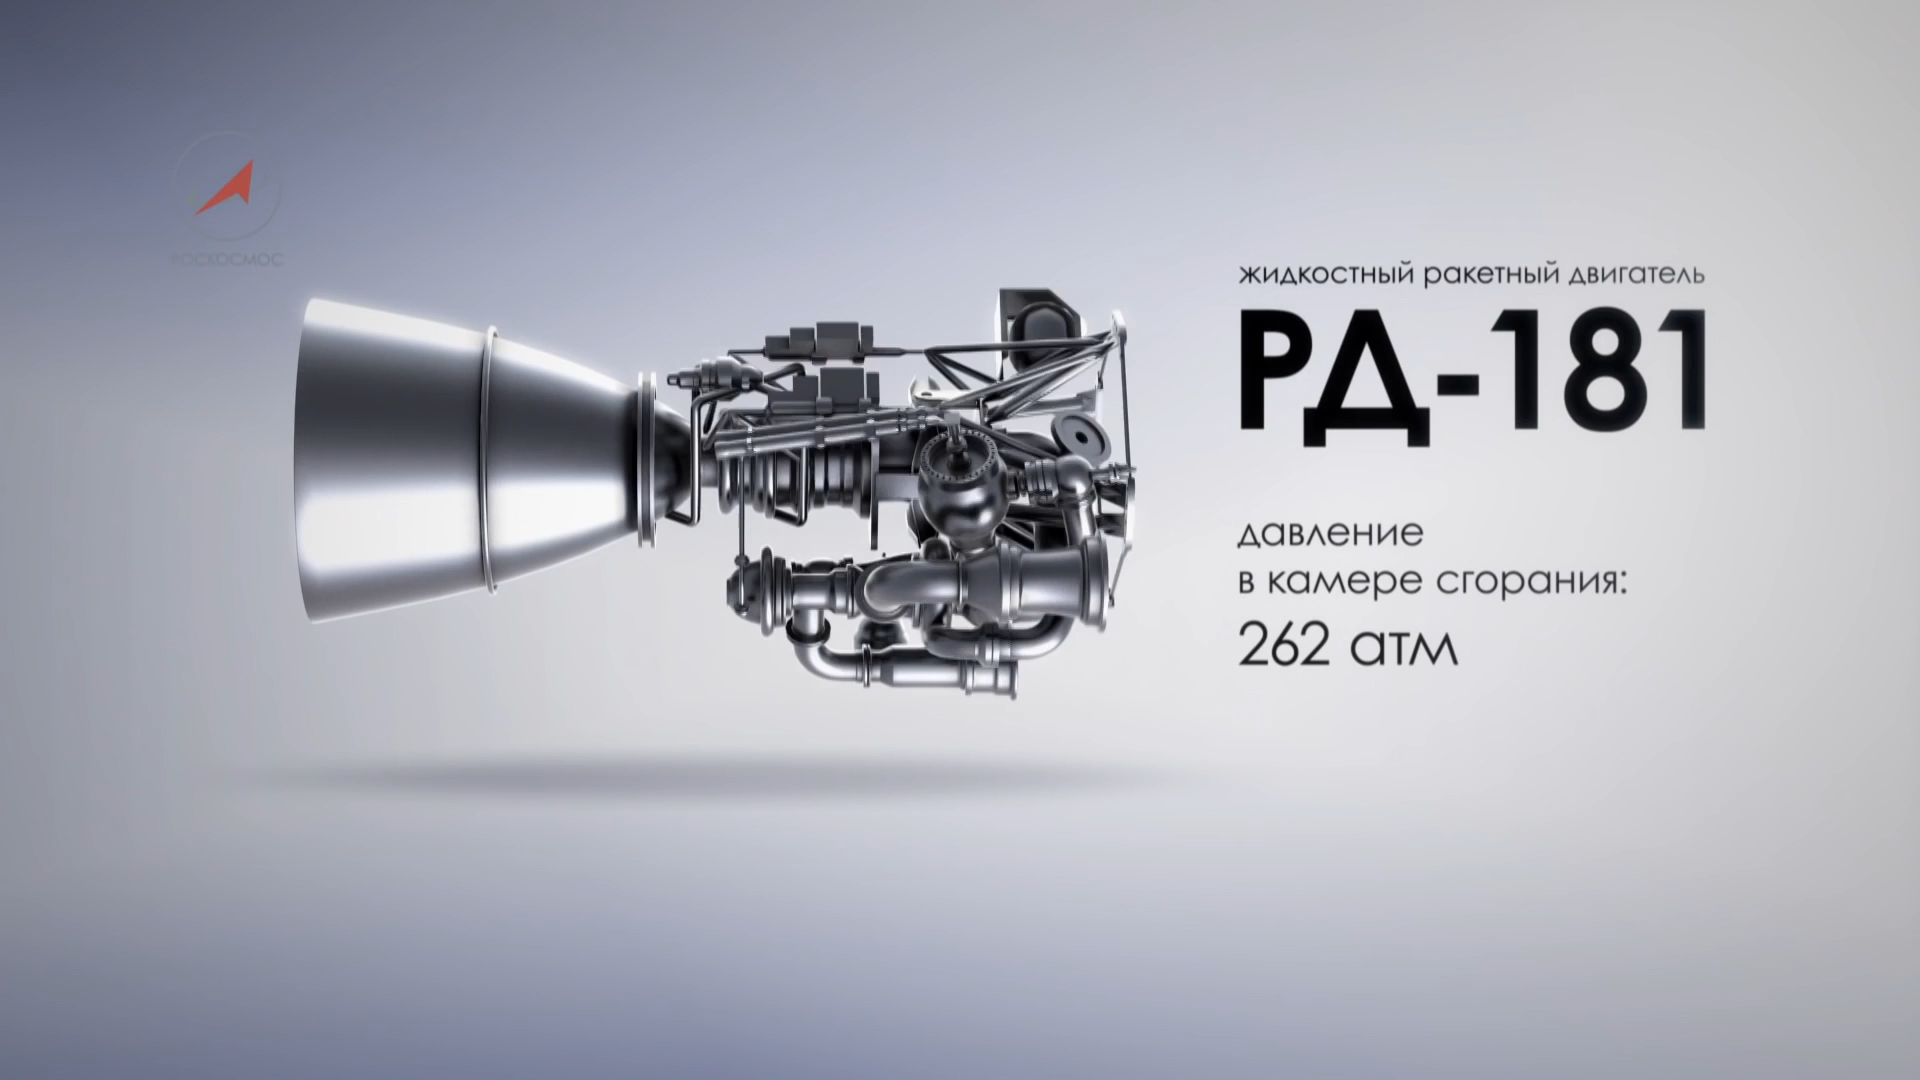 РОСКОСМОС
жидкостный ракетный двигатель
РД-181
давление
в камере сгорания:
262 атм